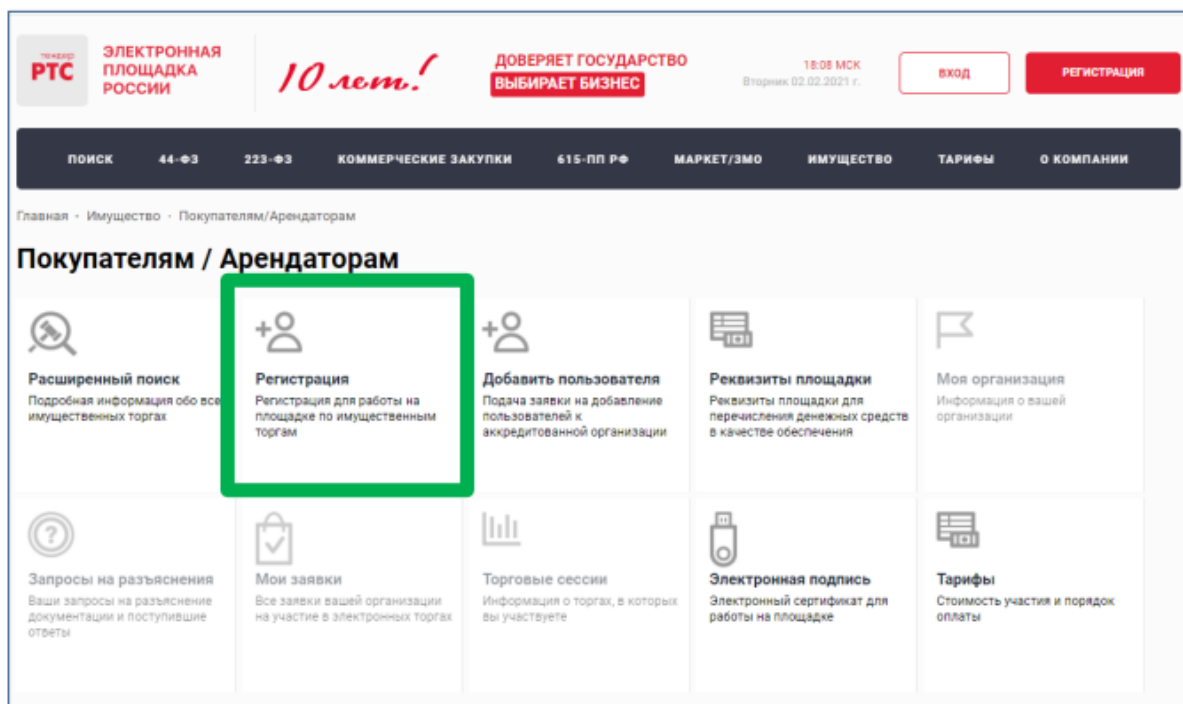 тендер
РТС
ЭЛЕКТРОННАЯ
ПЛОЩАДКА
РОССИИ
10 лет!
ДОВЕРЯЕТ ГОСУДАРСТВО
ВЫБИРАЕТ БИЗНЕС
18:08 МСК
Вторник 02.02.2021 г.
ВХОД
РЕГИСТРАЦИЯ
ПОИСК 44-ФЗ 223-ФЗ КОММЕРЧЕСКИЕ ЗАКУПКИ 615-ПП РФ МАРКЕТ/ЗМО ИМУЩЕСТВО ТАРИФЫ О КОМПАНИИ
Главная - Имущество - Покупателям/Арендаторам
Покупателям / Арендаторам
Расширенный поиск
Подробная информация обо все
имущественных торгах
Регистрация
Регистрация для работы на
площадке по имущественным
торгам
Добавить пользователя
Подача заявки на добавление
пользователей к
аккредитованной организации
Реквизиты площадки
Реквизиты площадки для
перечисления денежных средств
в качестве обеспечения
Моя организация
Информация о вашей
организации
Запросы на разъяснения
Ваши запросы на разъяснение
документации и поступившие
ответы
Мои заявки
Все заявки вашей организации
на участие в электронных торгах
Торговые сессии
Информация о торгах, в которых
вы участвуете
Электронная подпись
Электронный сертификат для
работы на площадке
Тарифы
Стоимость участия и порядок
оплаты